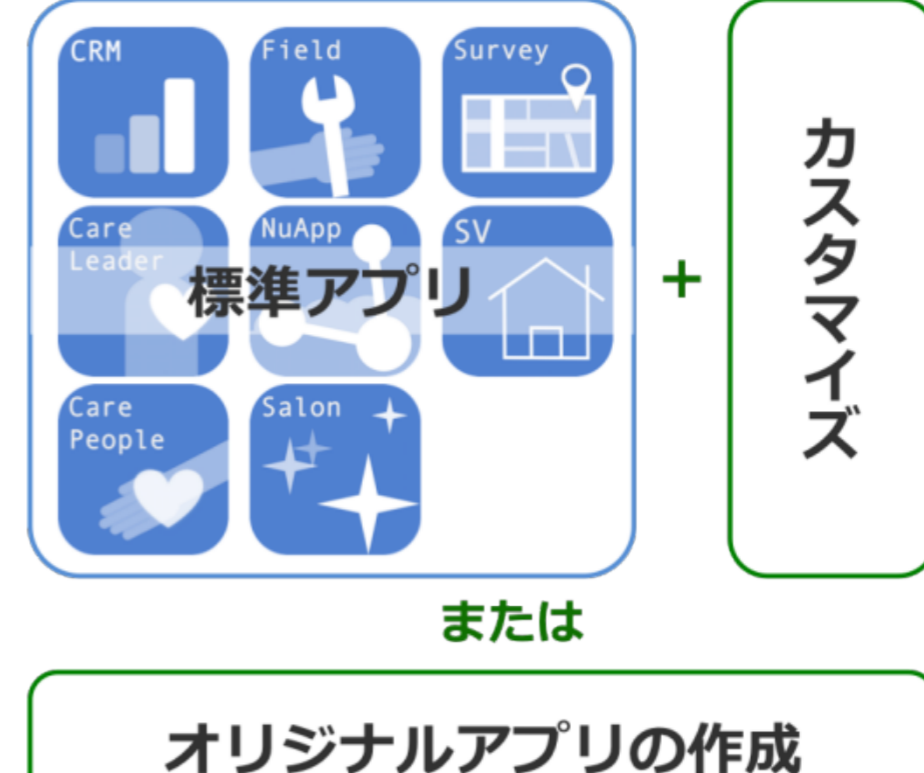 CRM
Field
Survey
Care
Leader
NuApp
SV
標準アプリ
Care
People
Salon
+
カスタマイズ
または
オリジナルアプリの作成